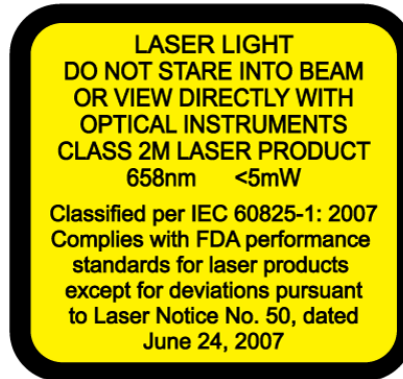 LASER LIGHT
DO NOT STARE INTO BEAM
OR VIEW DIRECTLY WITH
OPTICAL INSTRUMENTS
CLASS 2M LASER PRODUCT
658nm <5mW
Classified per IEC 60825-1: 2007
Complies with FDA performance
standards for laser products
except for deviations pursuant
to Laser Notice No. 50, dated
June 24, 2007